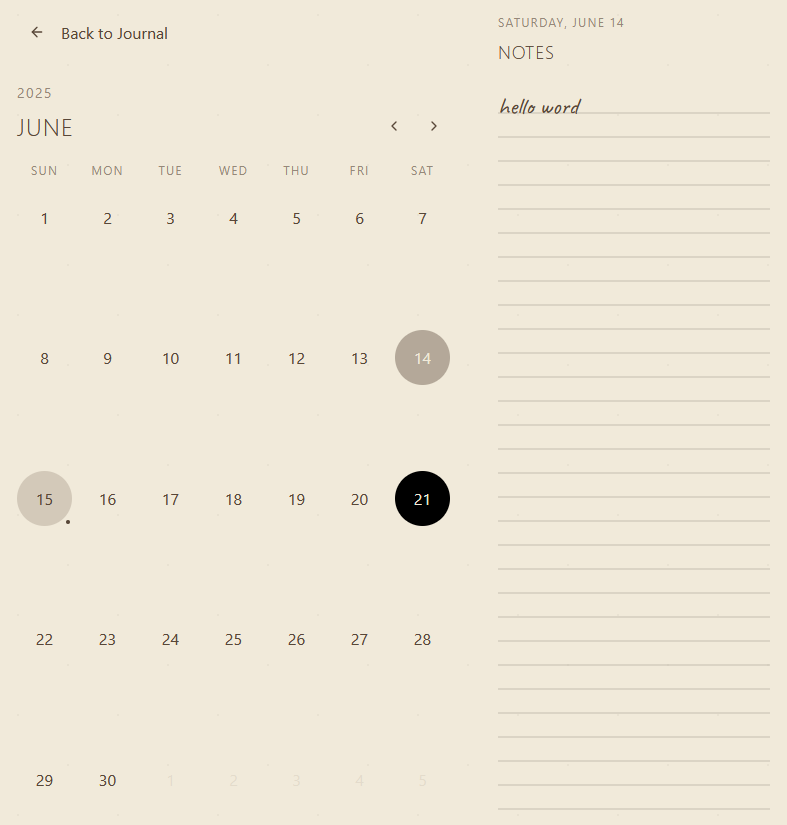 Back to Journal
2025
JUNE
SUN MON TUE WED THU FRI SAT
1 2 3 4 5 6 7
8 9 10 11 12 13 14
15 16 17 18 19 20 21
22 23 24 25 26 27 28
29 30 1 2 3 4 5
SATURDAY, JUNE 14
NOTES
hello word